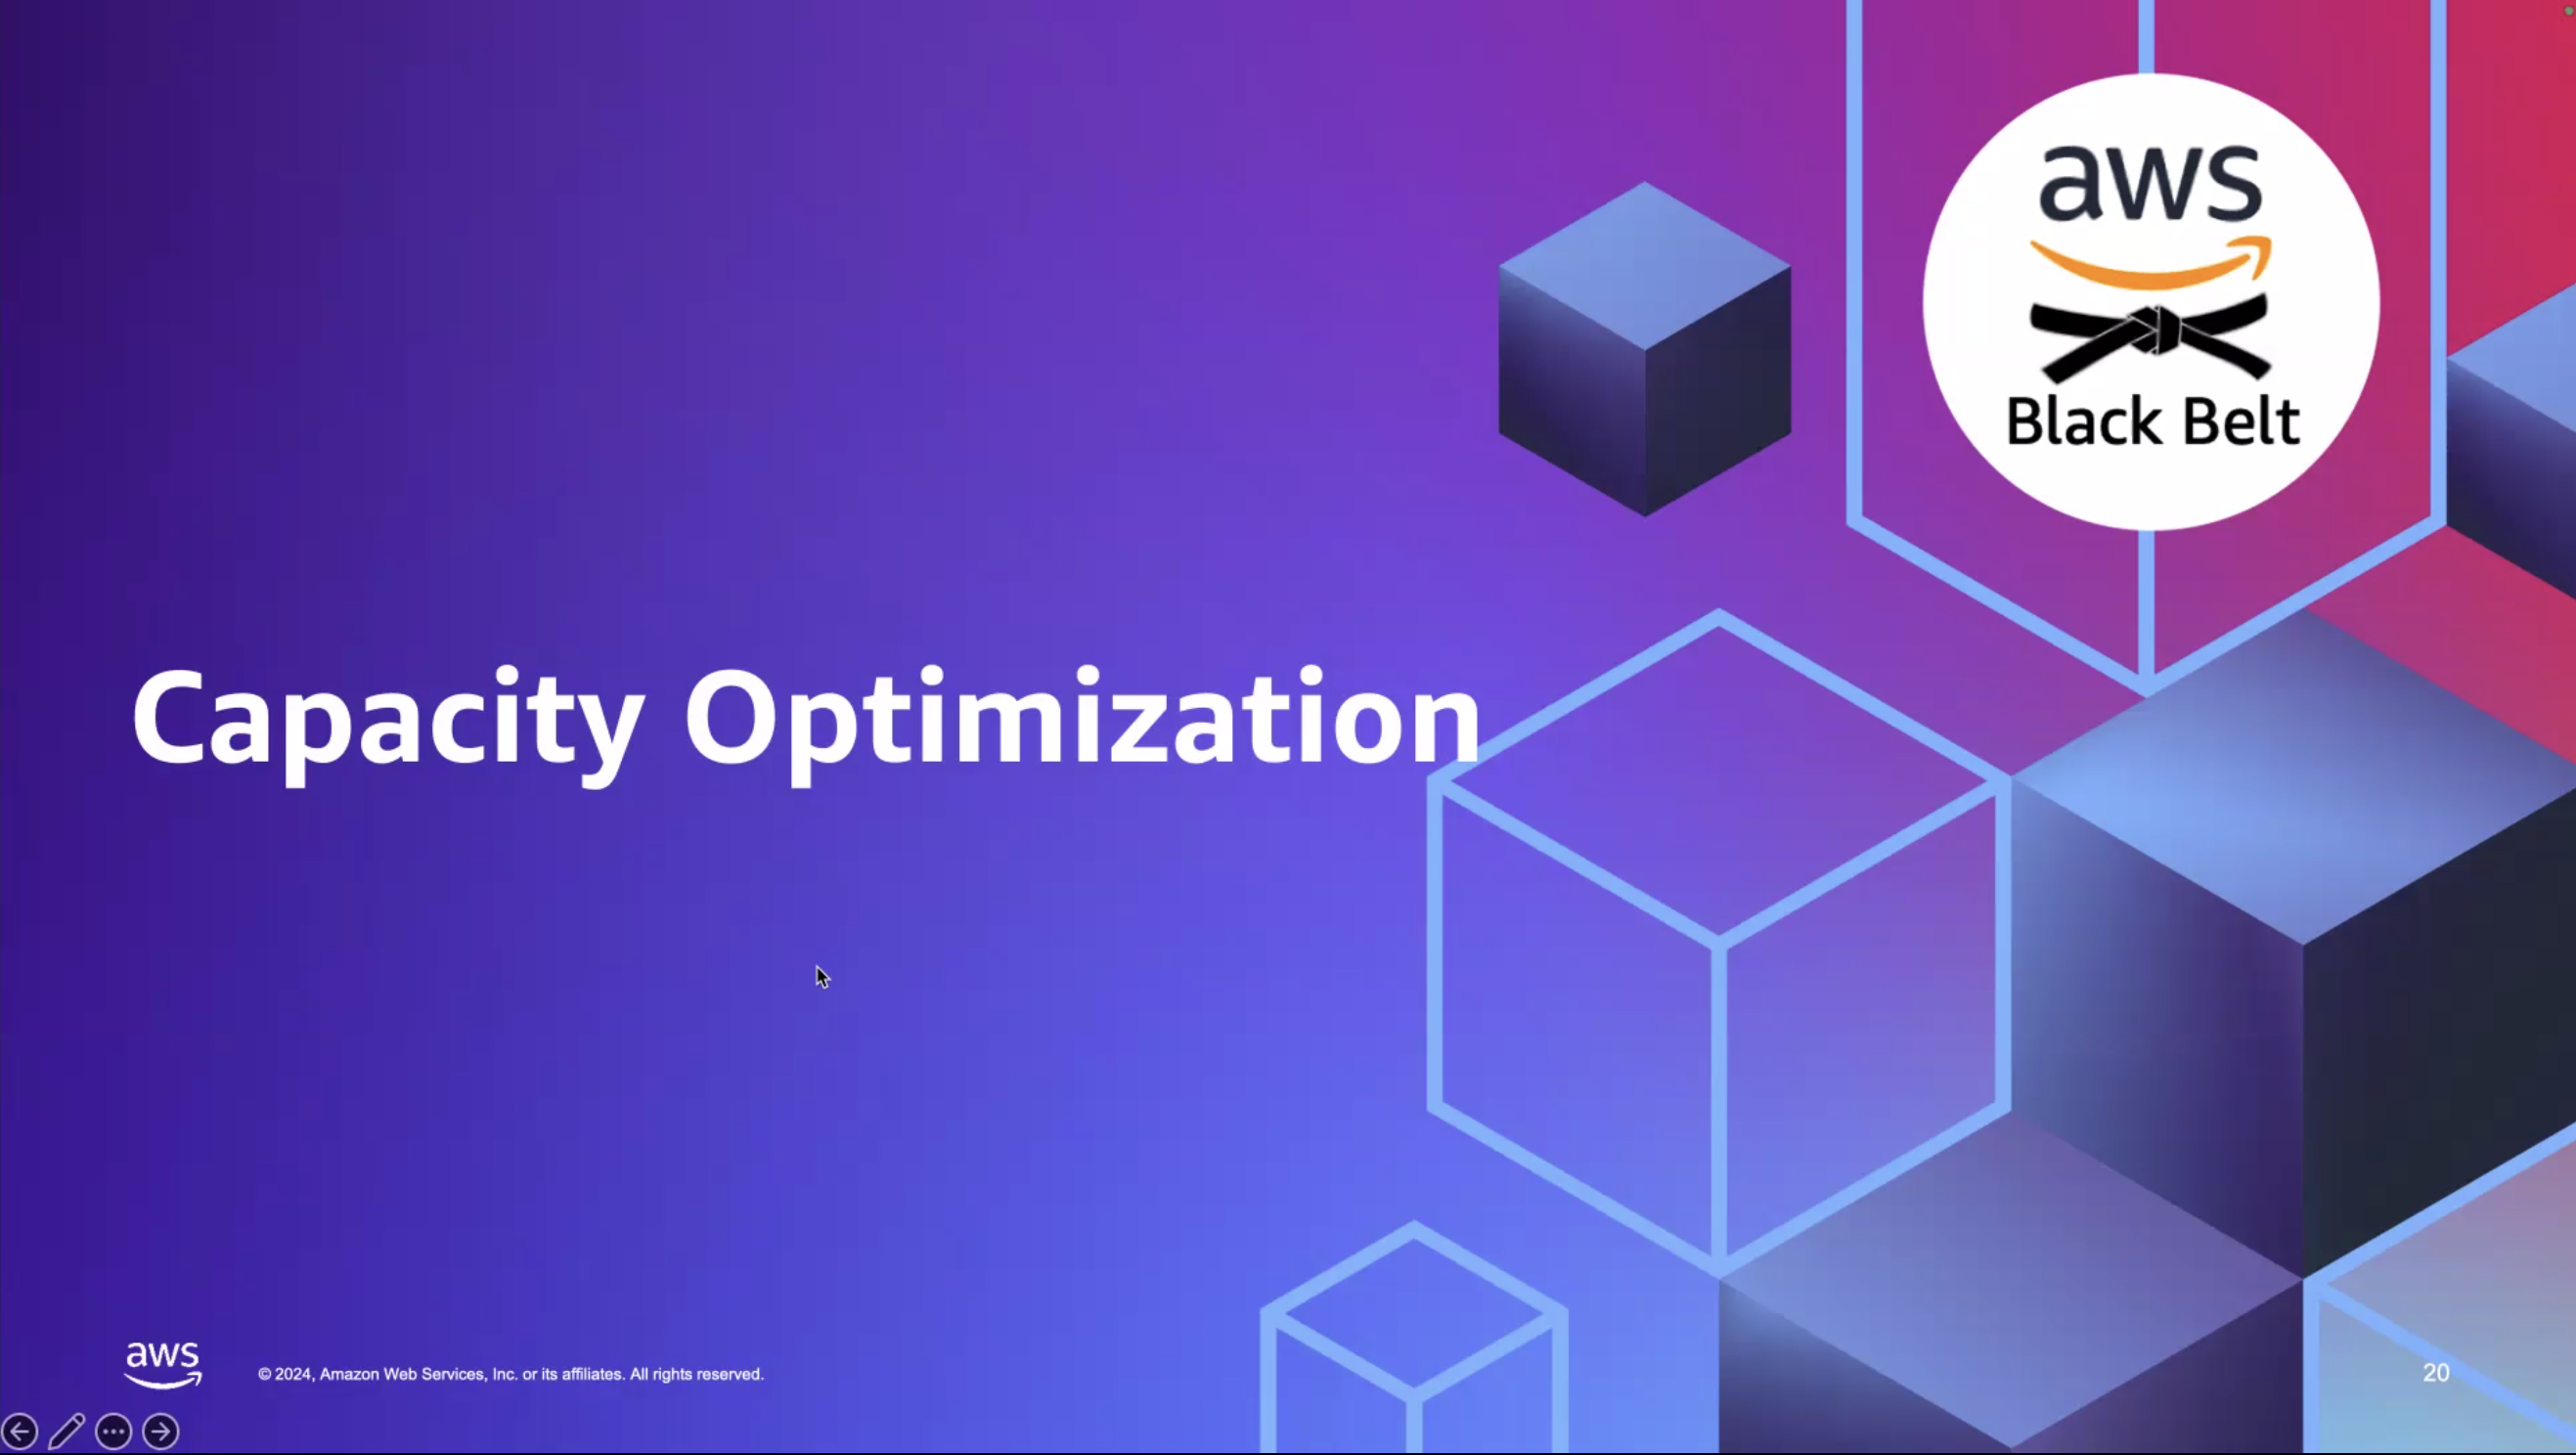 aws
Black Belt
Capacity Optimization
aws
© 2024, Amazon Web Services, Inc. or its affiliates. All rights reserved.
20